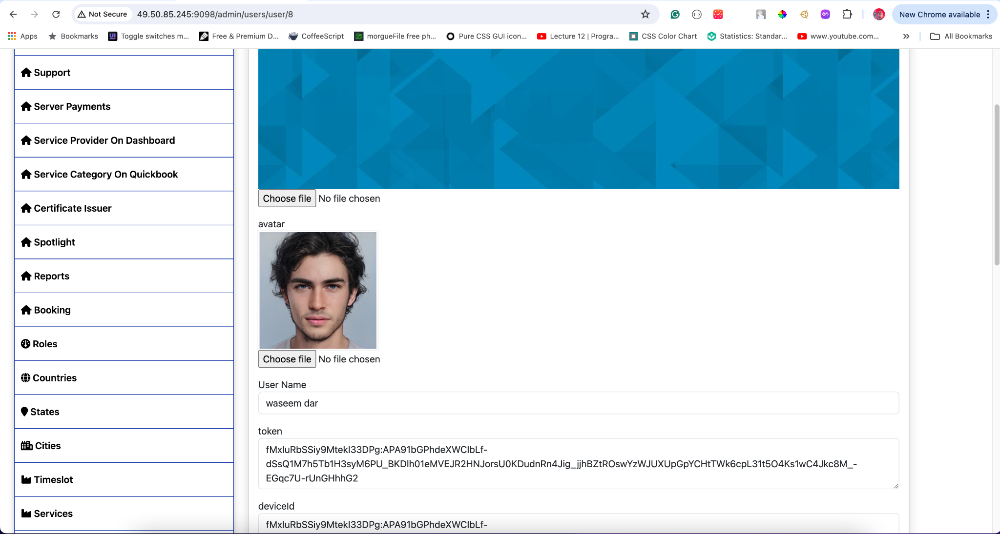 Not Secure
49.50.85.245:9098/admin/users/user/8
New Chrome available
Apps
Bookmarks
UI
Toggle switches m...
Free & Premium D...
CoffeeScript
morgueFile free ph...
Pure CSS GUI icon...
Lecture 12 | Progra...
CSS Color Chart
Statistics: Standar...
www.youtube.com...
All Bookmarks
Support
Server Payments
Service Provider On Dashboard
Service Category On Quickbook
Certificate Issuer
Spotlight
Reports
Booking
Roles
Countries
States
Cities
Timeslot
Services
Choose file No file chosen
avatar
Choose file No file chosen
User Name
waseem dar
token
fMxluRbSSiy9MtekI33DPg:APA91bGPhdeXWClbLf-
dSsQ1M7h5Tb1H3syM6PU_BKDlh01eMVEJR2HNJorsU0KDudnRn4Jig_jjhBZtROswYzWJUXUpGpYCHtTWk6cpL31t5O4Ks1wC4Jkc8M_-
EGqc7U-rUnGHhhG2
deviceId
fMxluRbSSiy9MtekI33DPg:APA91bGPhdeXWClbLf-